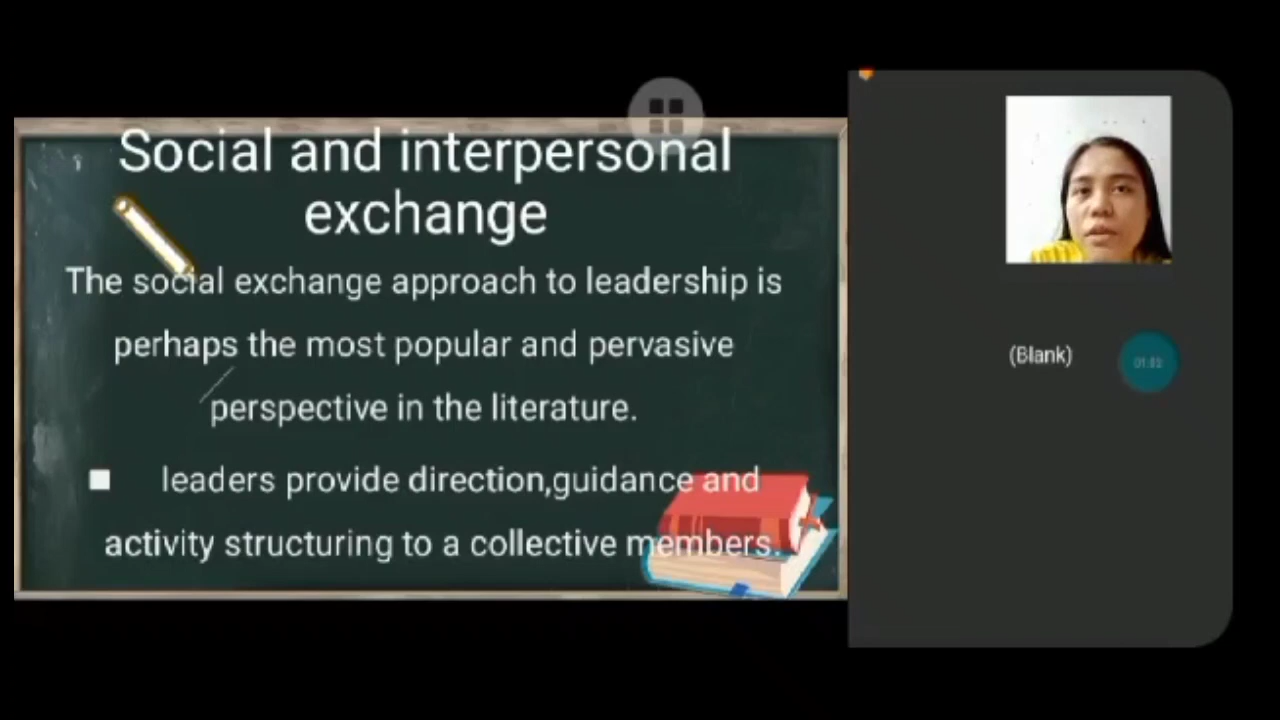 Social and interpersonal
exchange
The social exchange approach to leadership is
perhaps the most popular and pervasive
perspective in the literature.
leaders provide direction,guidance and
activity structuring to a collective members.
(Blank)